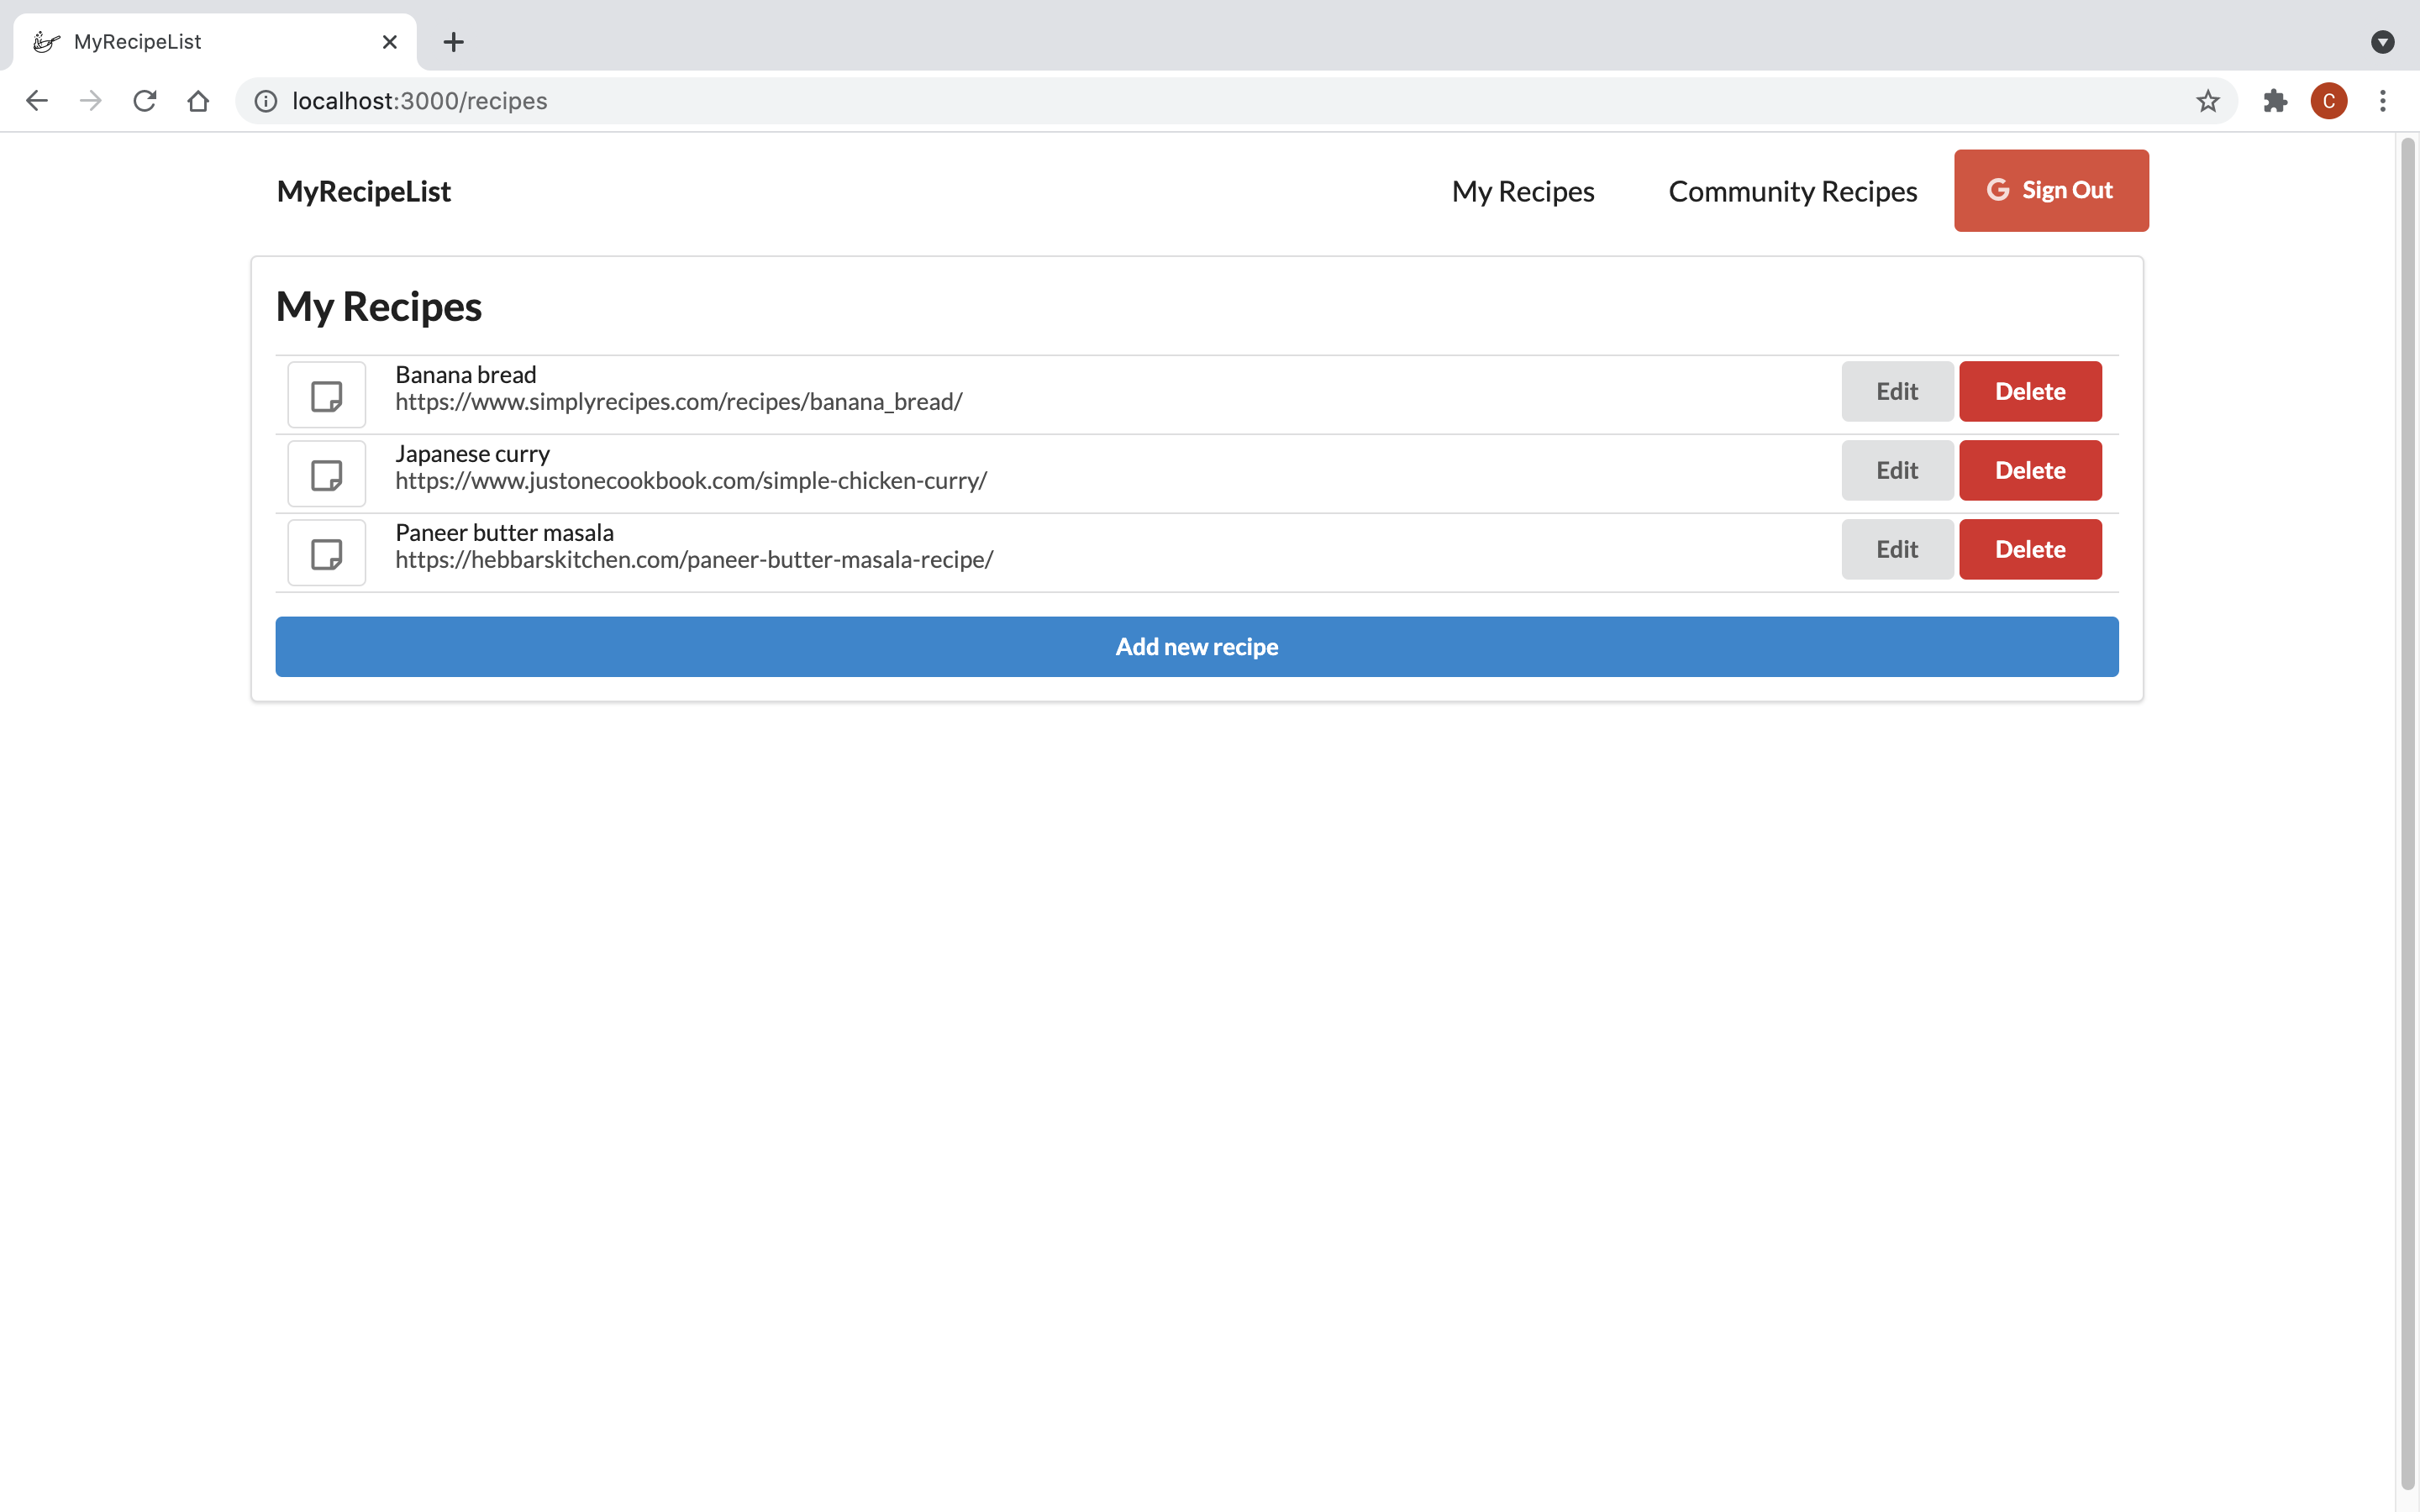 MyRecipeList
localhost:3000/recipes
C
MyRecipeList
My Recipes
Community Recipes
G Sign Out
My Recipes
Banana bread
https://www.simplyrecipes.com/recipes/banana_bread/
Edit
Delete
Japanese curry
https://www.justonecookbook.com/simple-chicken-curry/
Edit
Delete
Paneer butter masala
https://hebbarskitchen.com/paneer-butter-masala-recipe/
Edit
Delete
Add new recipe